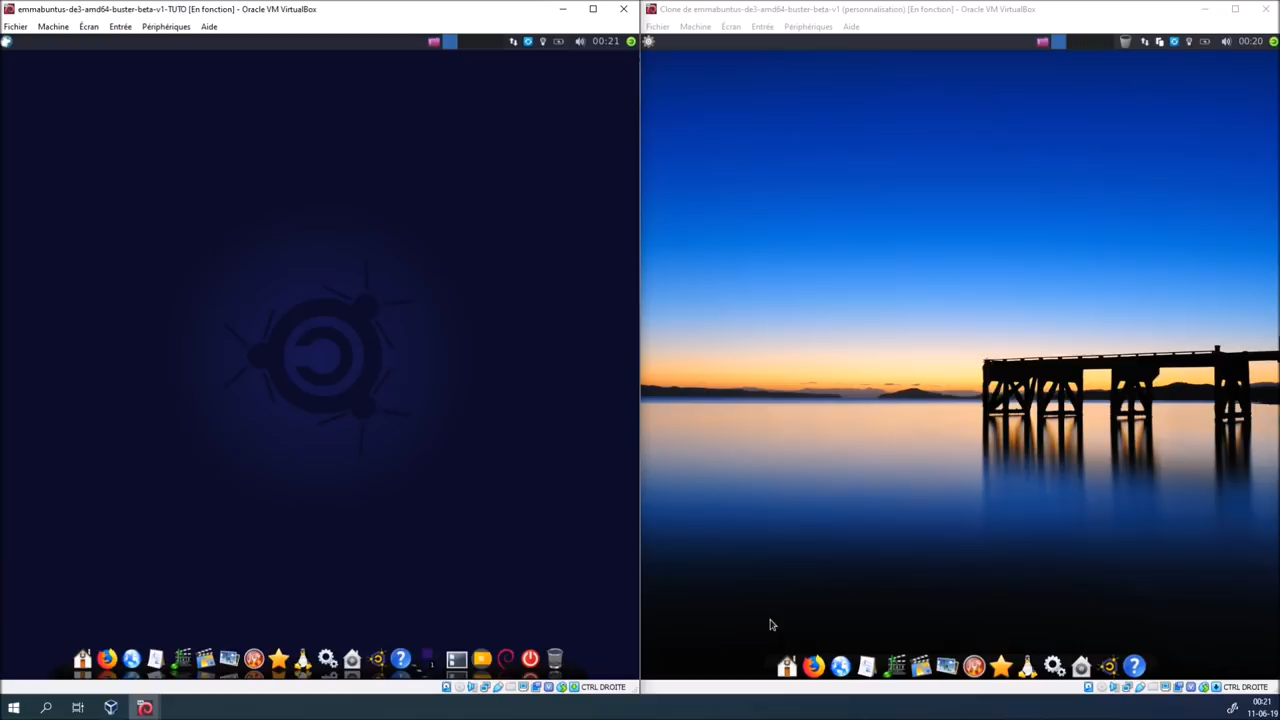 emmabuntus-de3-amd64-buster-beta-v1-TUTO [En fonction] - Oracle VM VirtualBox
Fichier Machine Écran Entrée Périphériques Aide
00:21
CTRL DROITE
Clone de emmabuntus-de3-amd64-buster-beta-v1 (personnalisation) [En fonction] - Oracle VM VirtualBox
Fichier Machine Écran Entrée Périphériques Aide
00:20
CTRL DROITE
00:21
11-06-19